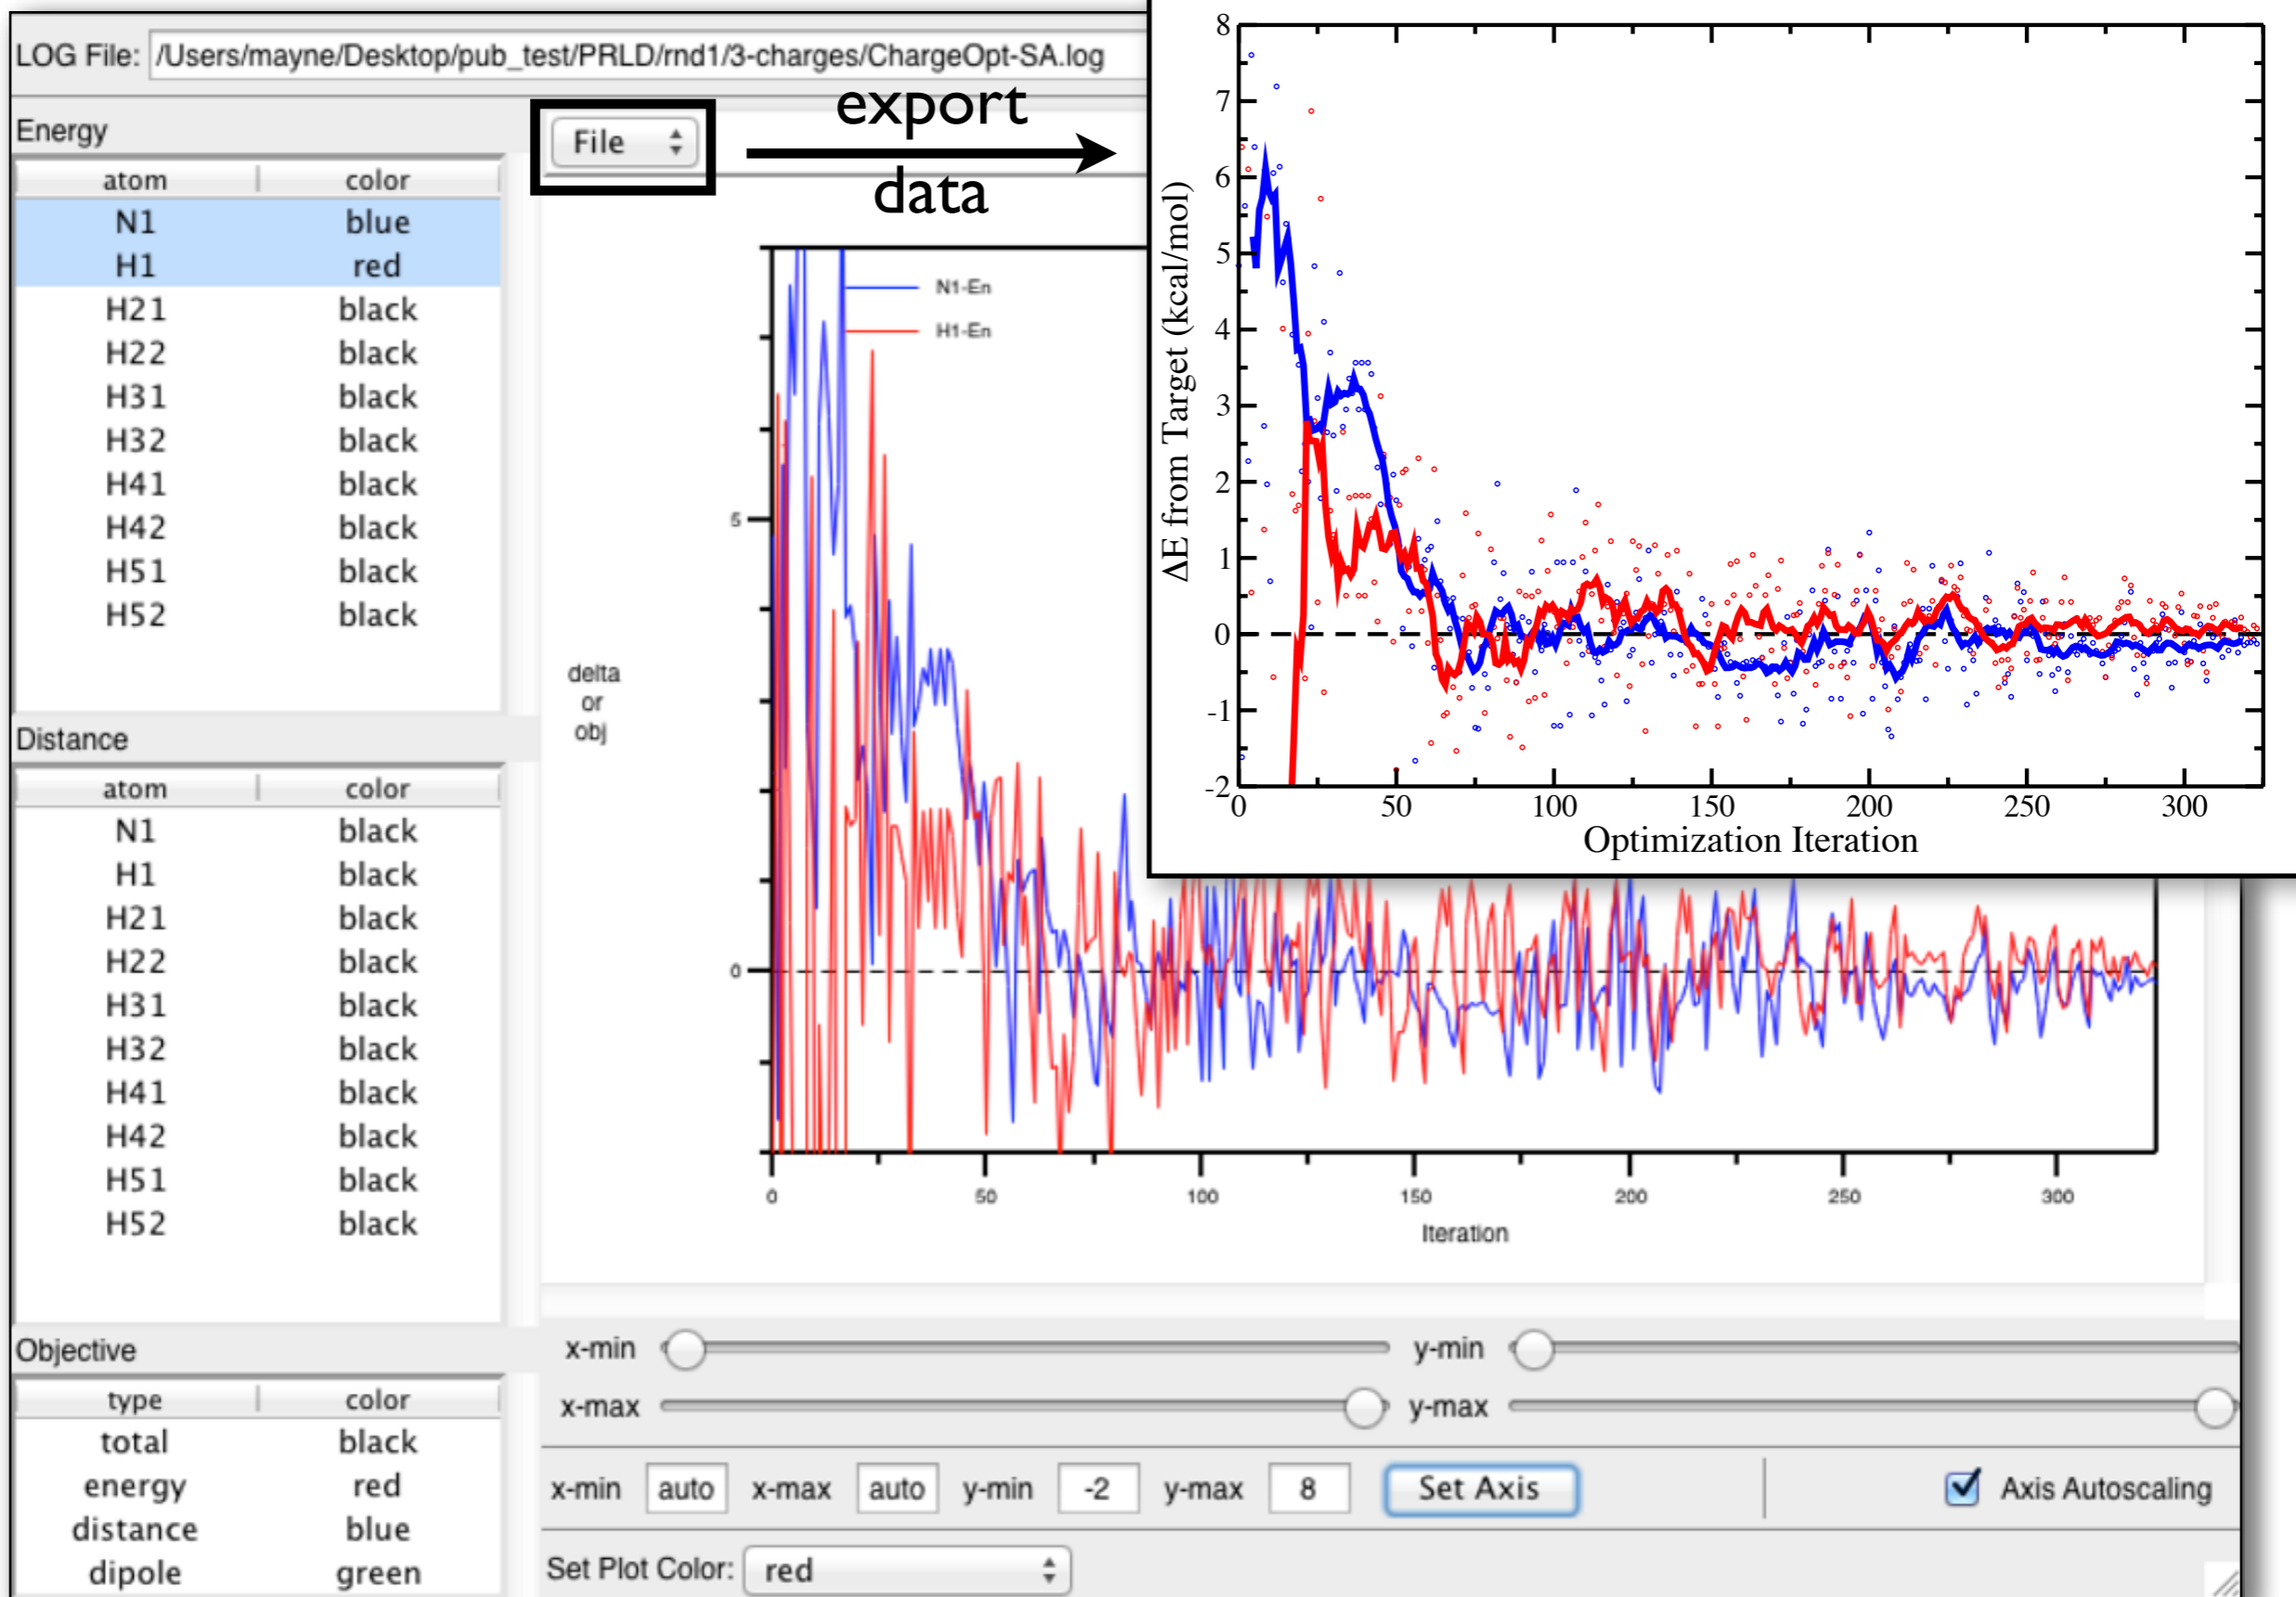 LOG File: /Users/mayne/Desktop/pub_test/PRLD/rnd1/3-charges/ChargeOpt-SA.log
Energy
atom color
N1 blue
H1 red
H21 black
H22 black
H31 black
H32 black
H41 black
H42 black
H51 black
H52 black
Distance
atom color
N1 black
H1 black
H21 black
H22 black
H31 black
H32 black
H41 black
H42 black
H51 black
H52 black
Objective
type color
total black
energy red
distance blue
dipole green
File
export
data
N1-En
H1-En
5
0
delta
or
obj
0 50 100 150 200 250 300
Iteration
8
7
6
5
4
3
2
1
0
-1
-2
ΔE from Target (kcal/mol)
0 50 100 150 200 250 300
Optimization Iteration
x-min y-min
x-max y-max
x-min auto x-max auto y-min -2 y-max 8 Set Axis Axis Autoscaling
Set Plot Color: red